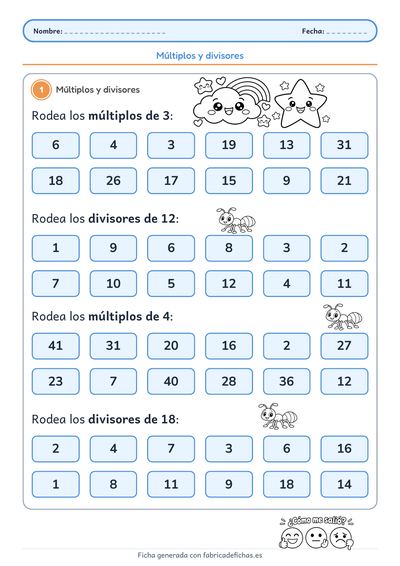 Nombre:
Fecha:
Múltiplos y divisores
1 Múltiplos y divisores
Rodea los múltiplos de 3:
6 4 3 19 13 31
18 26 17 15 9 21
Rodea los divisores de 12:
1 9 6 8 3 2
7 10 5 12 4 11
Rodea los múltiplos de 4:
41 31 20 16 2 27
23 7 40 28 36 12
Rodea los divisores de 18:
2 4 7 3 6 16
1 8 11 9 18 14
¿Cómo me salió?
Ficha generada con fabricadefichas.es